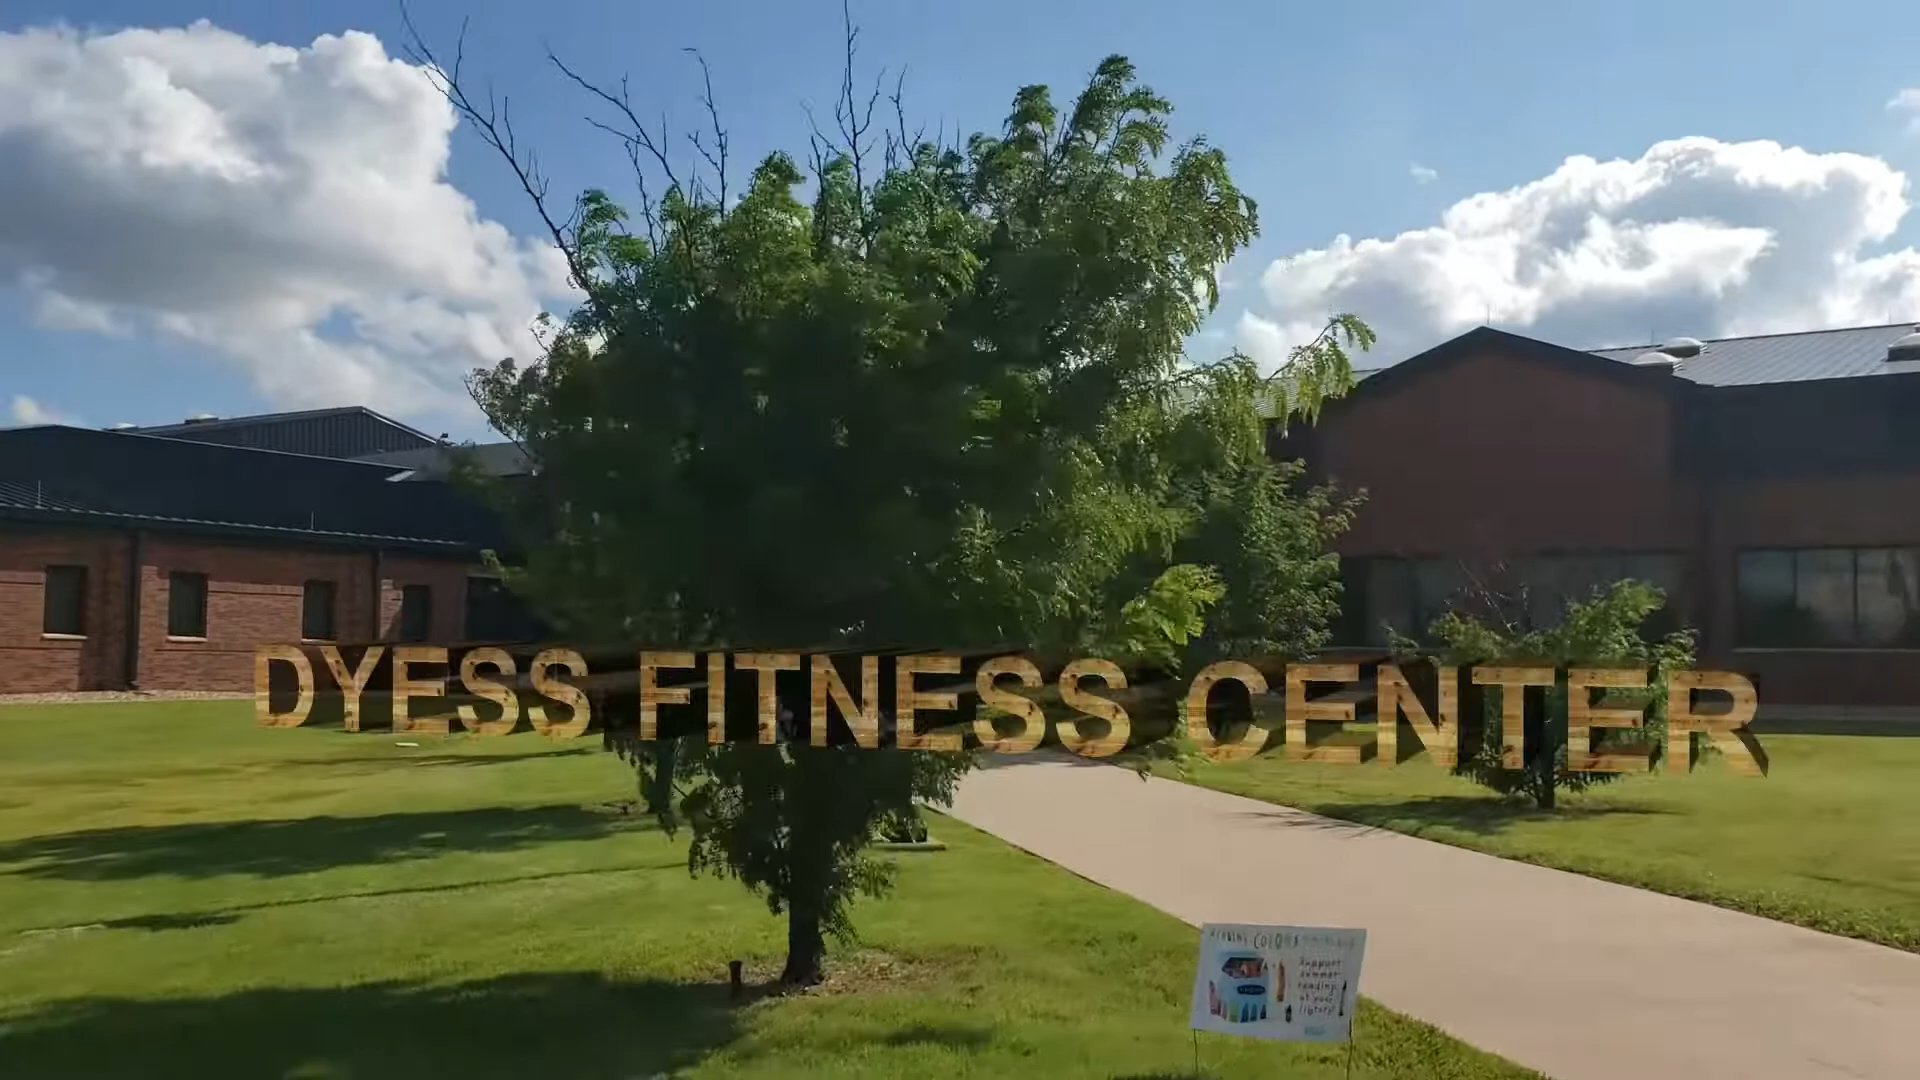 DYESS FITNESS CENTER
Support
summer
reading
at your
library!